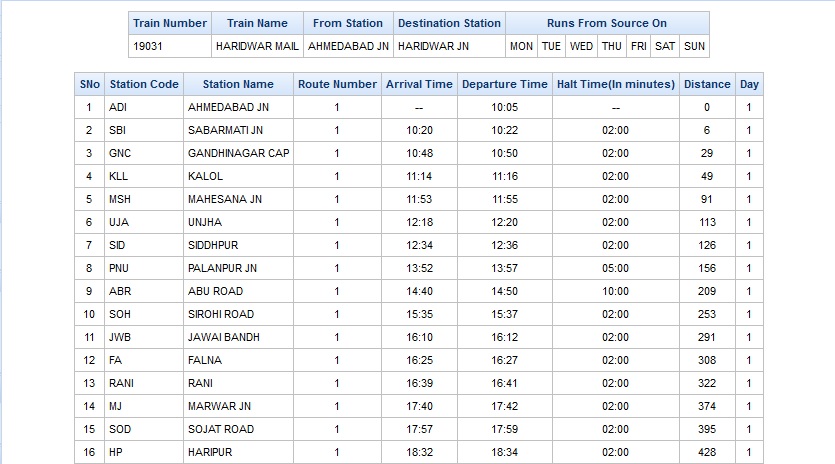 Train Number Train Name From Station Destination Station Runs From Source On
19031 HARIDWAR MAIL AHMEDABAD JN HARIDWAR JN MON TUE WED THU FRI SAT SUN
SNo Station Code Station Name Route Number Arrival Time Departure Time Halt Time(In minutes) Distance Day
1 ADI AHMEDABAD JN 1 -- 10:05 -- 0 1
2 SBI SABARMATI JN 1 10:20 10:22 02:00 6 1
3 GNC GANDHINAGAR CAP 1 10:48 10:50 02:00 29 1
4 KLL KALOL 1 11:14 11:16 02:00 49 1
5 MSH MAHESANA JN 1 11:53 11:55 02:00 91 1
6 UJA UNJHA 1 12:18 12:20 02:00 113 1
7 SID SIDDHPUR 1 12:34 12:36 02:00 126 1
8 PNU PALANPUR JN 1 13:52 13:57 05:00 156 1
9 ABR ABU ROAD 1 14:40 14:50 10:00 209 1
10 SOH SIROHI ROAD 1 15:35 15:37 02:00 253 1
11 JWB JAWAI BANDH 1 16:10 16:12 02:00 291 1
12 FA FALNA 1 16:25 16:27 02:00 308 1
13 RANI RANI 1 16:39 16:41 02:00 322 1
14 MJ MARWAR JN 1 17:40 17:42 02:00 374 1
15 SOD SOJAT ROAD 1 17:57 17:59 02:00 395 1
16 HP HARIPUR 1 18:32 18:34 02:00 428 1